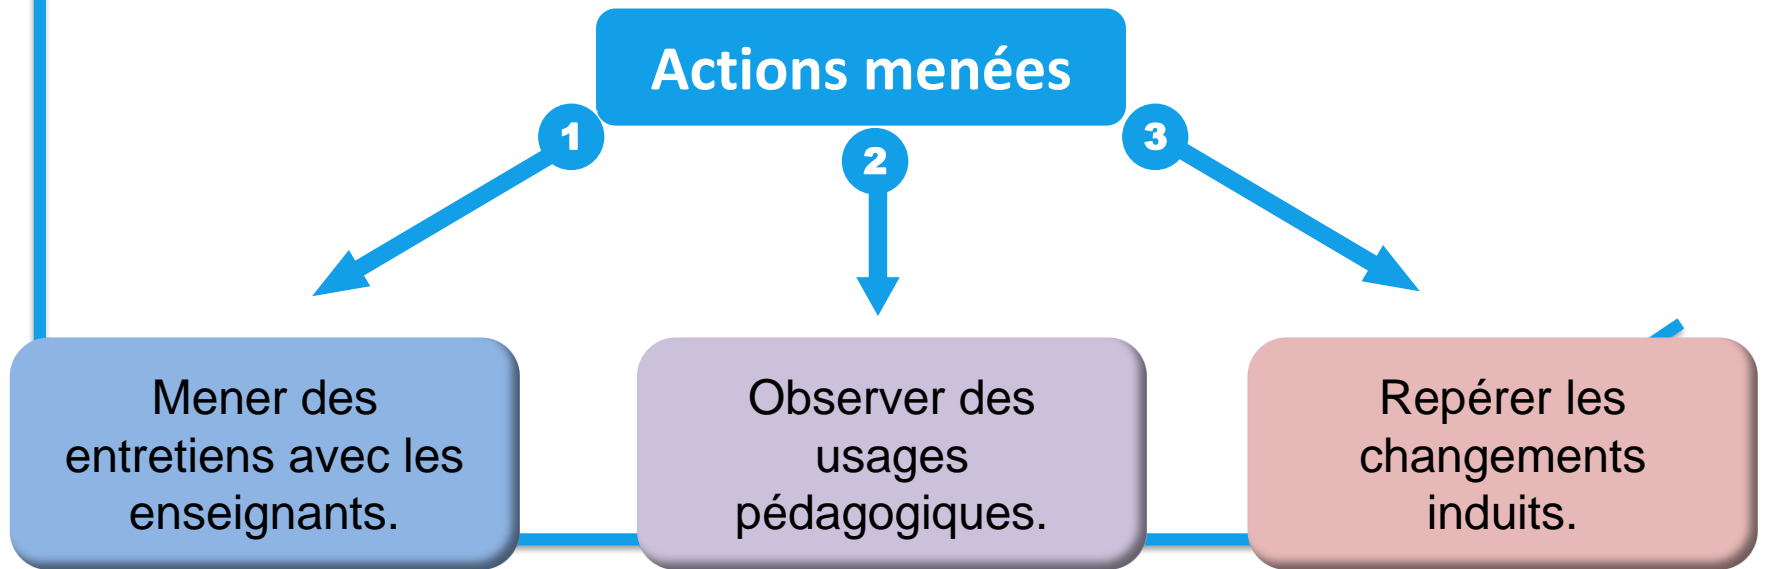 Actions menées
1
2
3
Mener des
entretiens avec les
enseignants.
Observer des
usages
pédagogiques.
Repérer les
changements
induits.